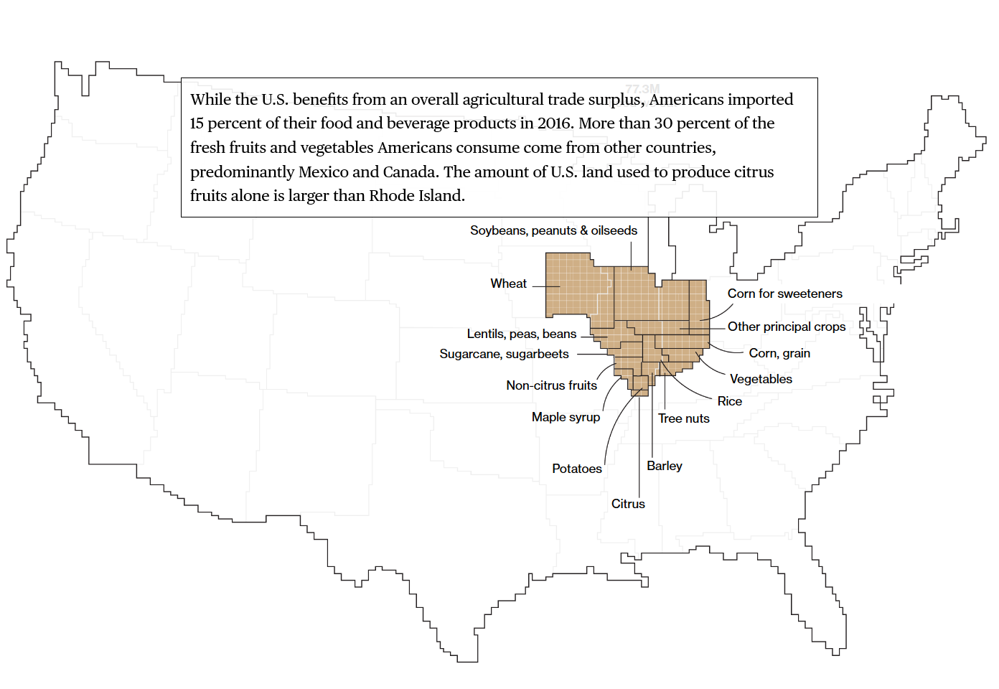 77.3M
While the U.S. benefits from an overall agricultural trade surplus, Americans imported
15 percent of their food and beverage products in 2016. More than 30 percent of the
fresh fruits and vegetables Americans consume come from other countries,
predominantly Mexico and Canada. The amount of U.S. land used to produce citrus
fruits alone is larger than Rhode Island.
Soybeans, peanuts & oilseeds
Wheat
Corn for sweeteners
Other principal crops
Lentils, peas, beans
Sugarcane, sugarbeets
Corn, grain
Vegetables
Non-citrus fruits
Rice
Maple syrup
Tree nuts
Potatoes
Barley
Citrus